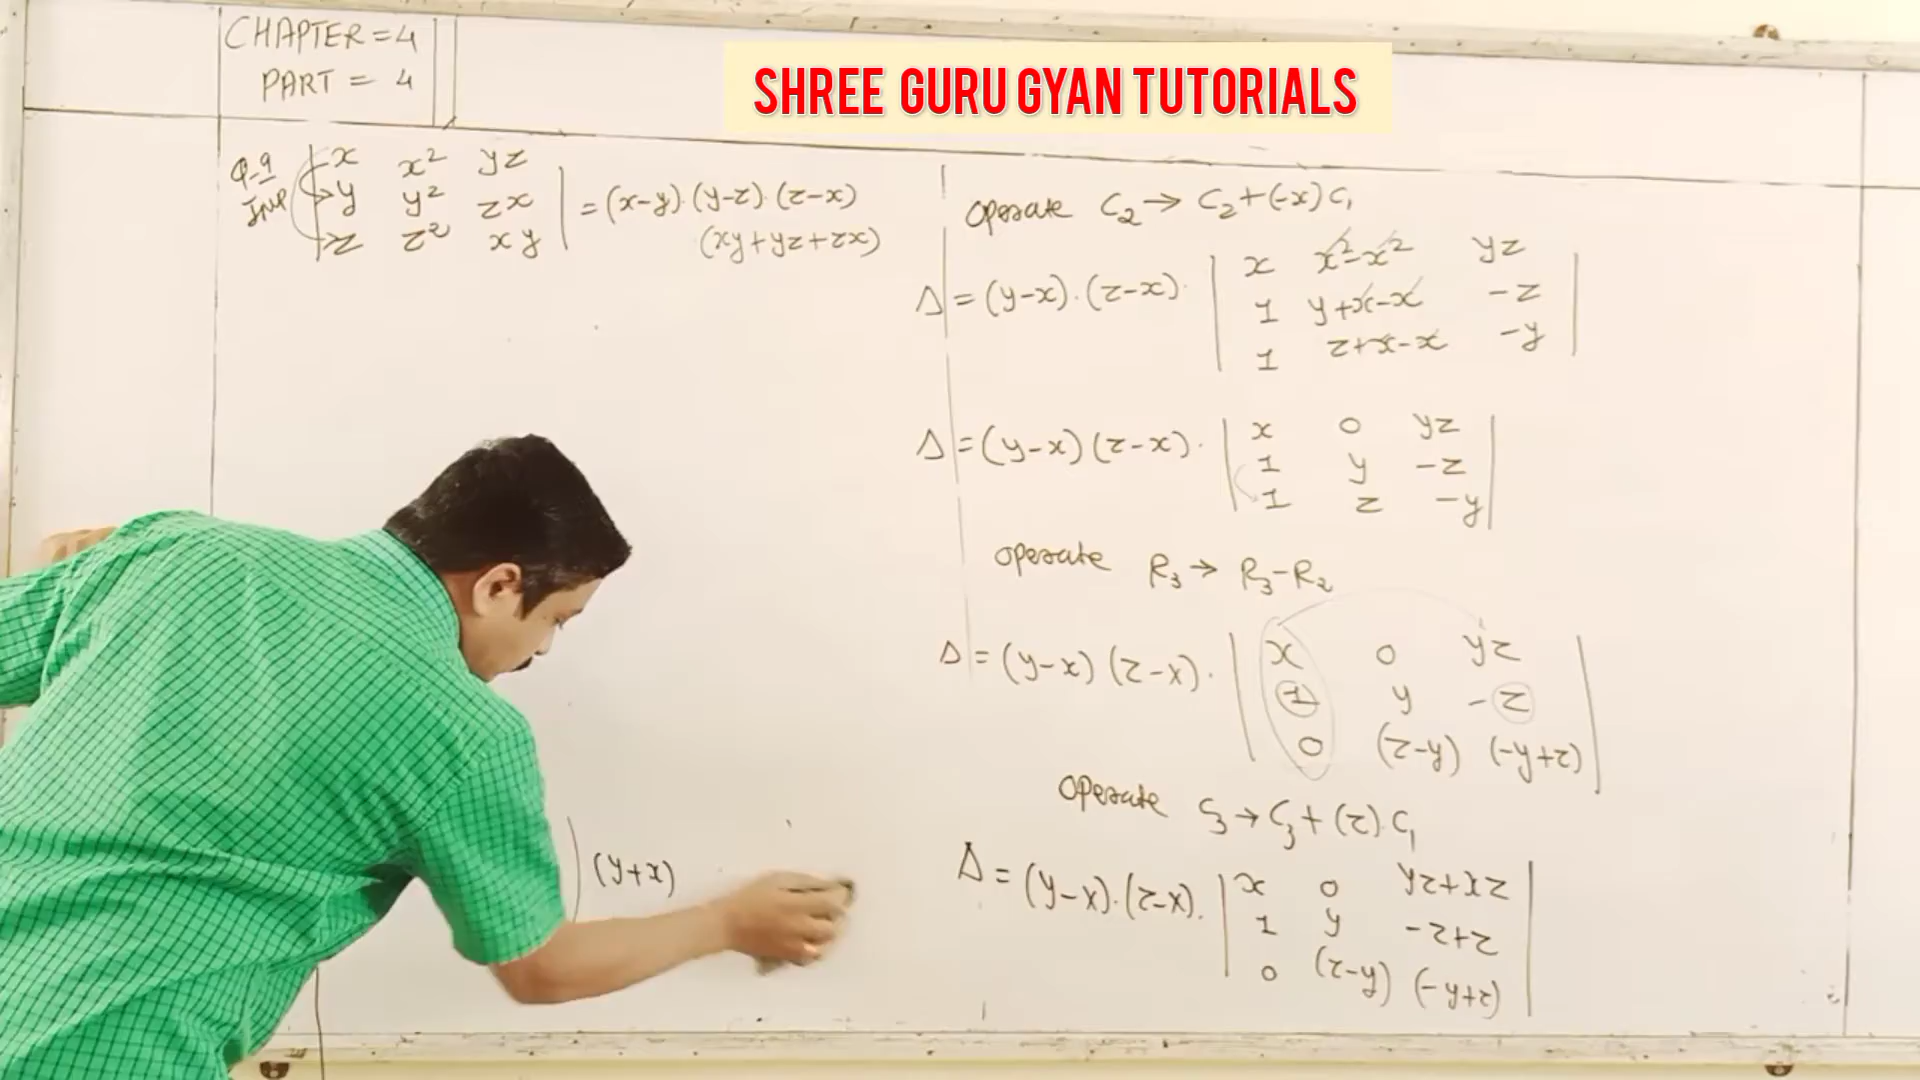 CHAPTER=4
PART = 4
SHREE GURU GYAN TUTORIALS
Q-9 | x x² yz |
Imp | y y² zx | = (x-y).(y-z).(z-x)
| z z² xy | (xy+yz+zx)
(y+x)
Operate C₂ → C₂+(-x)C₁
Δ = (y-x).(z-x). | x x²-x² yz |
| 1 y+x-x -z |
| 1 z+x-x -y |
Δ = (y-x)(z-x). | x 0 yz |
| 1 y -z |
| 1 z -y |
Operate R₃ → R₃-R₂
Δ = (y-x)(z-x). | x 0 yz |
| 1 y -z |
| 0 (z-y) (-y+z) |
Operate C₃ → C₃+(z).C₁
Δ = (y-x).(z-x). | x 0 yz+xz |
| 1 y -z+z |
| 0 (z-y) (-y+z) |